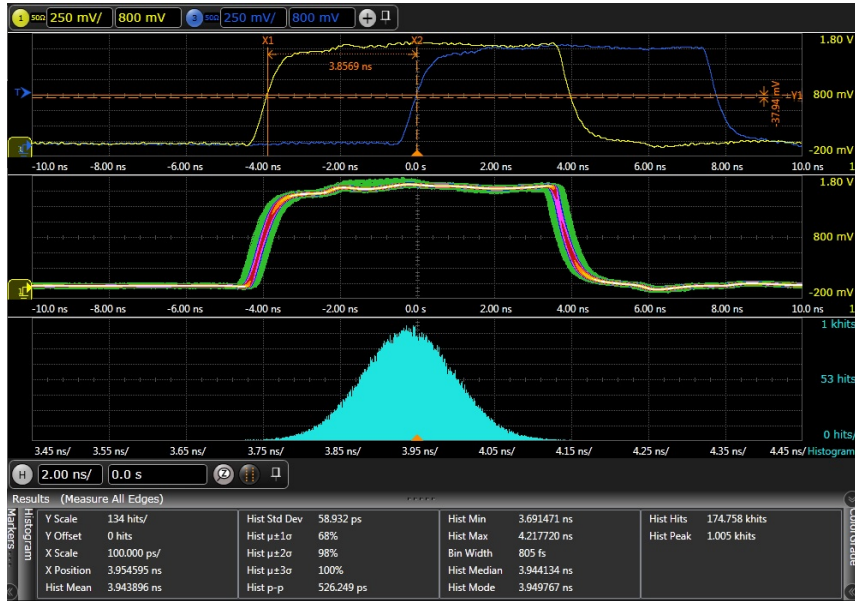 1 50Ω 250 mV/ 800 mV 3 50Ω 250 mV/ 800 mV +
X1 X2 1.80 V
3.8569 ns
T 800 mV
Y1
-37.94 mV
-200 mV
-10.0 ns -8.00 ns -6.00 ns -4.00 ns -2.00 ns 0.0 s 2.00 ns 4.00 ns 6.00 ns 8.00 ns 10.0 ns 1
1.80 V
800 mV
-200 mV
-10.0 ns -8.00 ns -6.00 ns -4.00 ns -2.00 ns 0.0 s 2.00 ns 4.00 ns 6.00 ns 8.00 ns 10.0 ns 1
1 khits
53 hits
0 hits/
3.45 ns/ 3.55 ns/ 3.65 ns/ 3.75 ns/ 3.85 ns/ 3.95 ns/ 4.05 ns/ 4.15 ns/ 4.25 ns/ 4.35 ns/ 4.45 ns/ Histogram
H 2.00 ns/ 0.0 s Z
Results (Measure All Edges)
Markers
Histogram
Color Grade
Y Scale 134 hits/ Hist Std Dev 58.932 ps Hist Min 3.691471 ns Hist Hits 174.758 khits
Y Offset 0 hits Hist µ±1σ 68% Hist Max 4.217720 ns Hist Peak 1.005 khits
X Scale 100.000 ps/ Hist µ±2σ 98% Bin Width 805 fs
X Position 3.954595 ns Hist µ±3σ 100% Hist Median 3.944134 ns
Hist Mean 3.943896 ns Hist p-p 526.249 ps Hist Mode 3.949767 ns